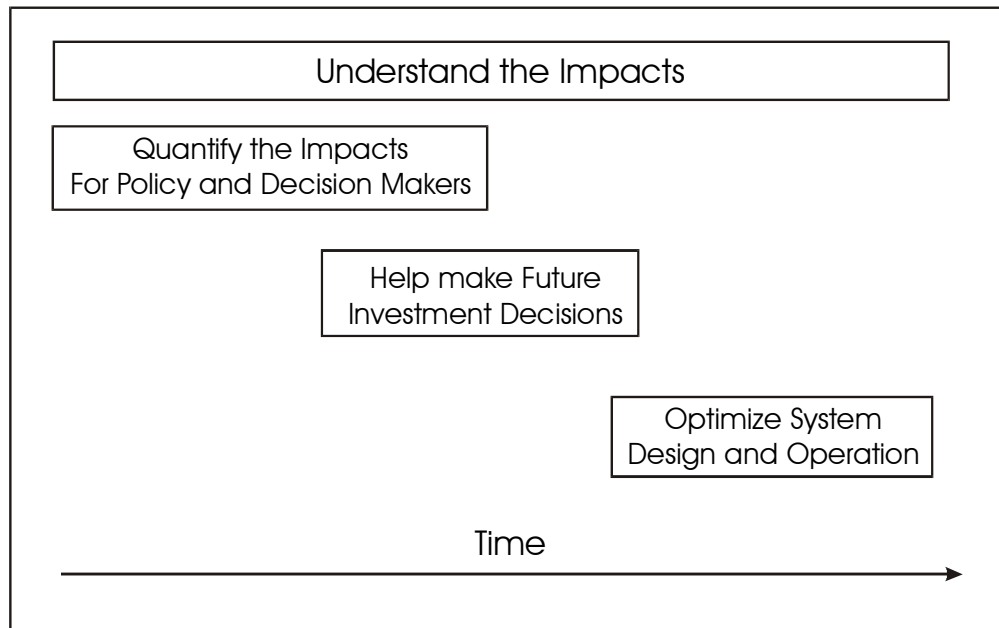 Understand the Impacts
Quantify the Impacts
For Policy and Decision Makers
Help make Future
Investment Decisions
Optimize System
Design and Operation
Time